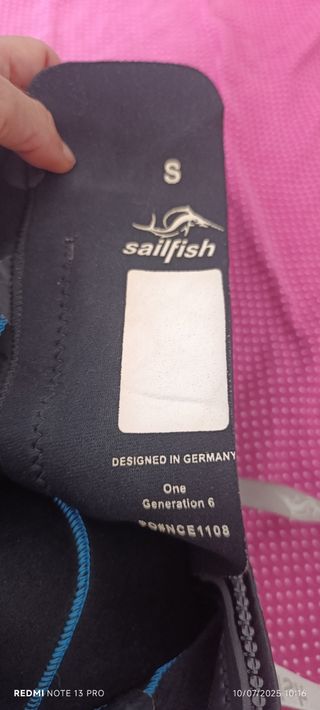 S
sailfish
DESIGNED IN GERMANY
One
Generation 6
PO#NCE1108
REDMI NOTE 13 PRO
10/07/2025 10:16